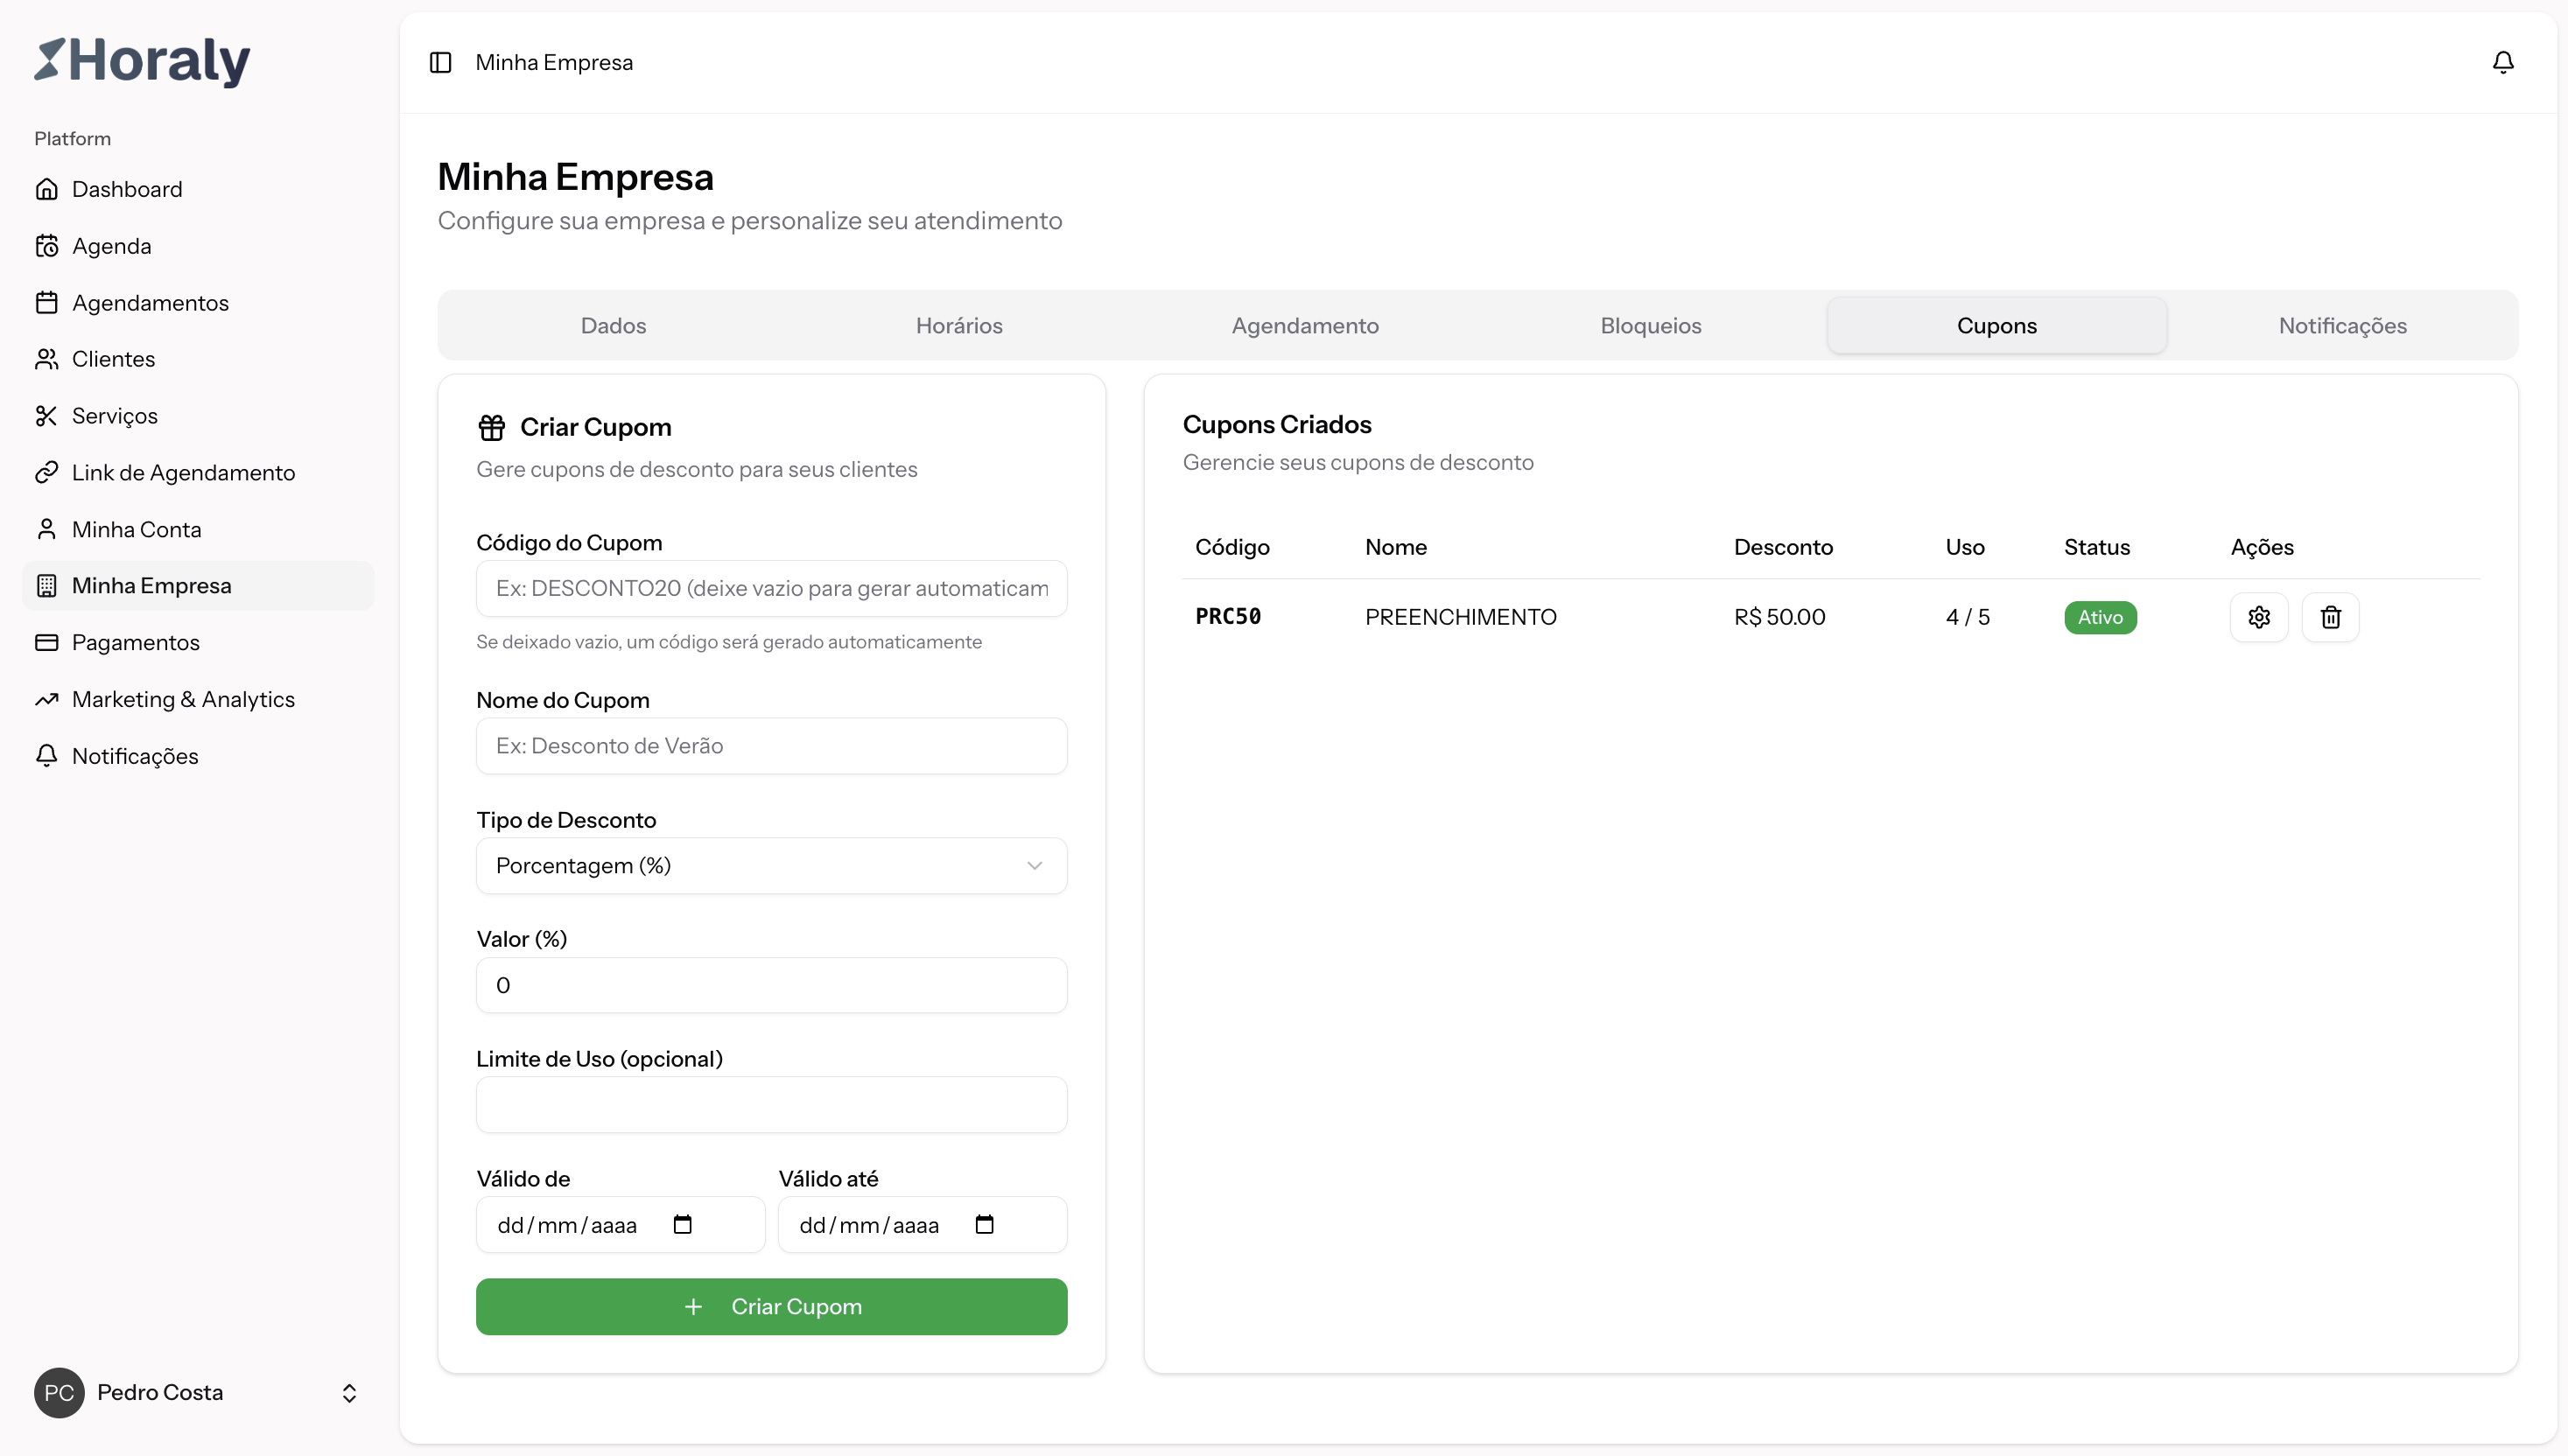 Horaly
Platform
Dashboard
Agenda
Agendamentos
Clientes
Serviços
Link de Agendamento
Minha Conta
Minha Empresa
Pagamentos
Marketing & Analytics
Notificações
PC Pedro Costa
Minha Empresa
Minha Empresa
Configure sua empresa e personalize seu atendimento
Dados Horários Agendamento Bloqueios Cupons Notificações
Criar Cupom
Gere cupons de desconto para seus clientes
Código do Cupom
Ex: DESCONTO20 (deixe vazio para gerar automaticam
Se deixado vazio, um código será gerado automaticamente
Nome do Cupom
Ex: Desconto de Verão
Tipo de Desconto
Porcentagem (%)
Valor (%)
0
Limite de Uso (opcional)
Válido de Válido até
dd/mm/aaaa dd/mm/aaaa
+ Criar Cupom
Cupons Criados
Gerencie seus cupons de desconto
Código Nome Desconto Uso Status Ações
PRC50 PREENCHIMENTO R$ 50.00 4 / 5 Ativo